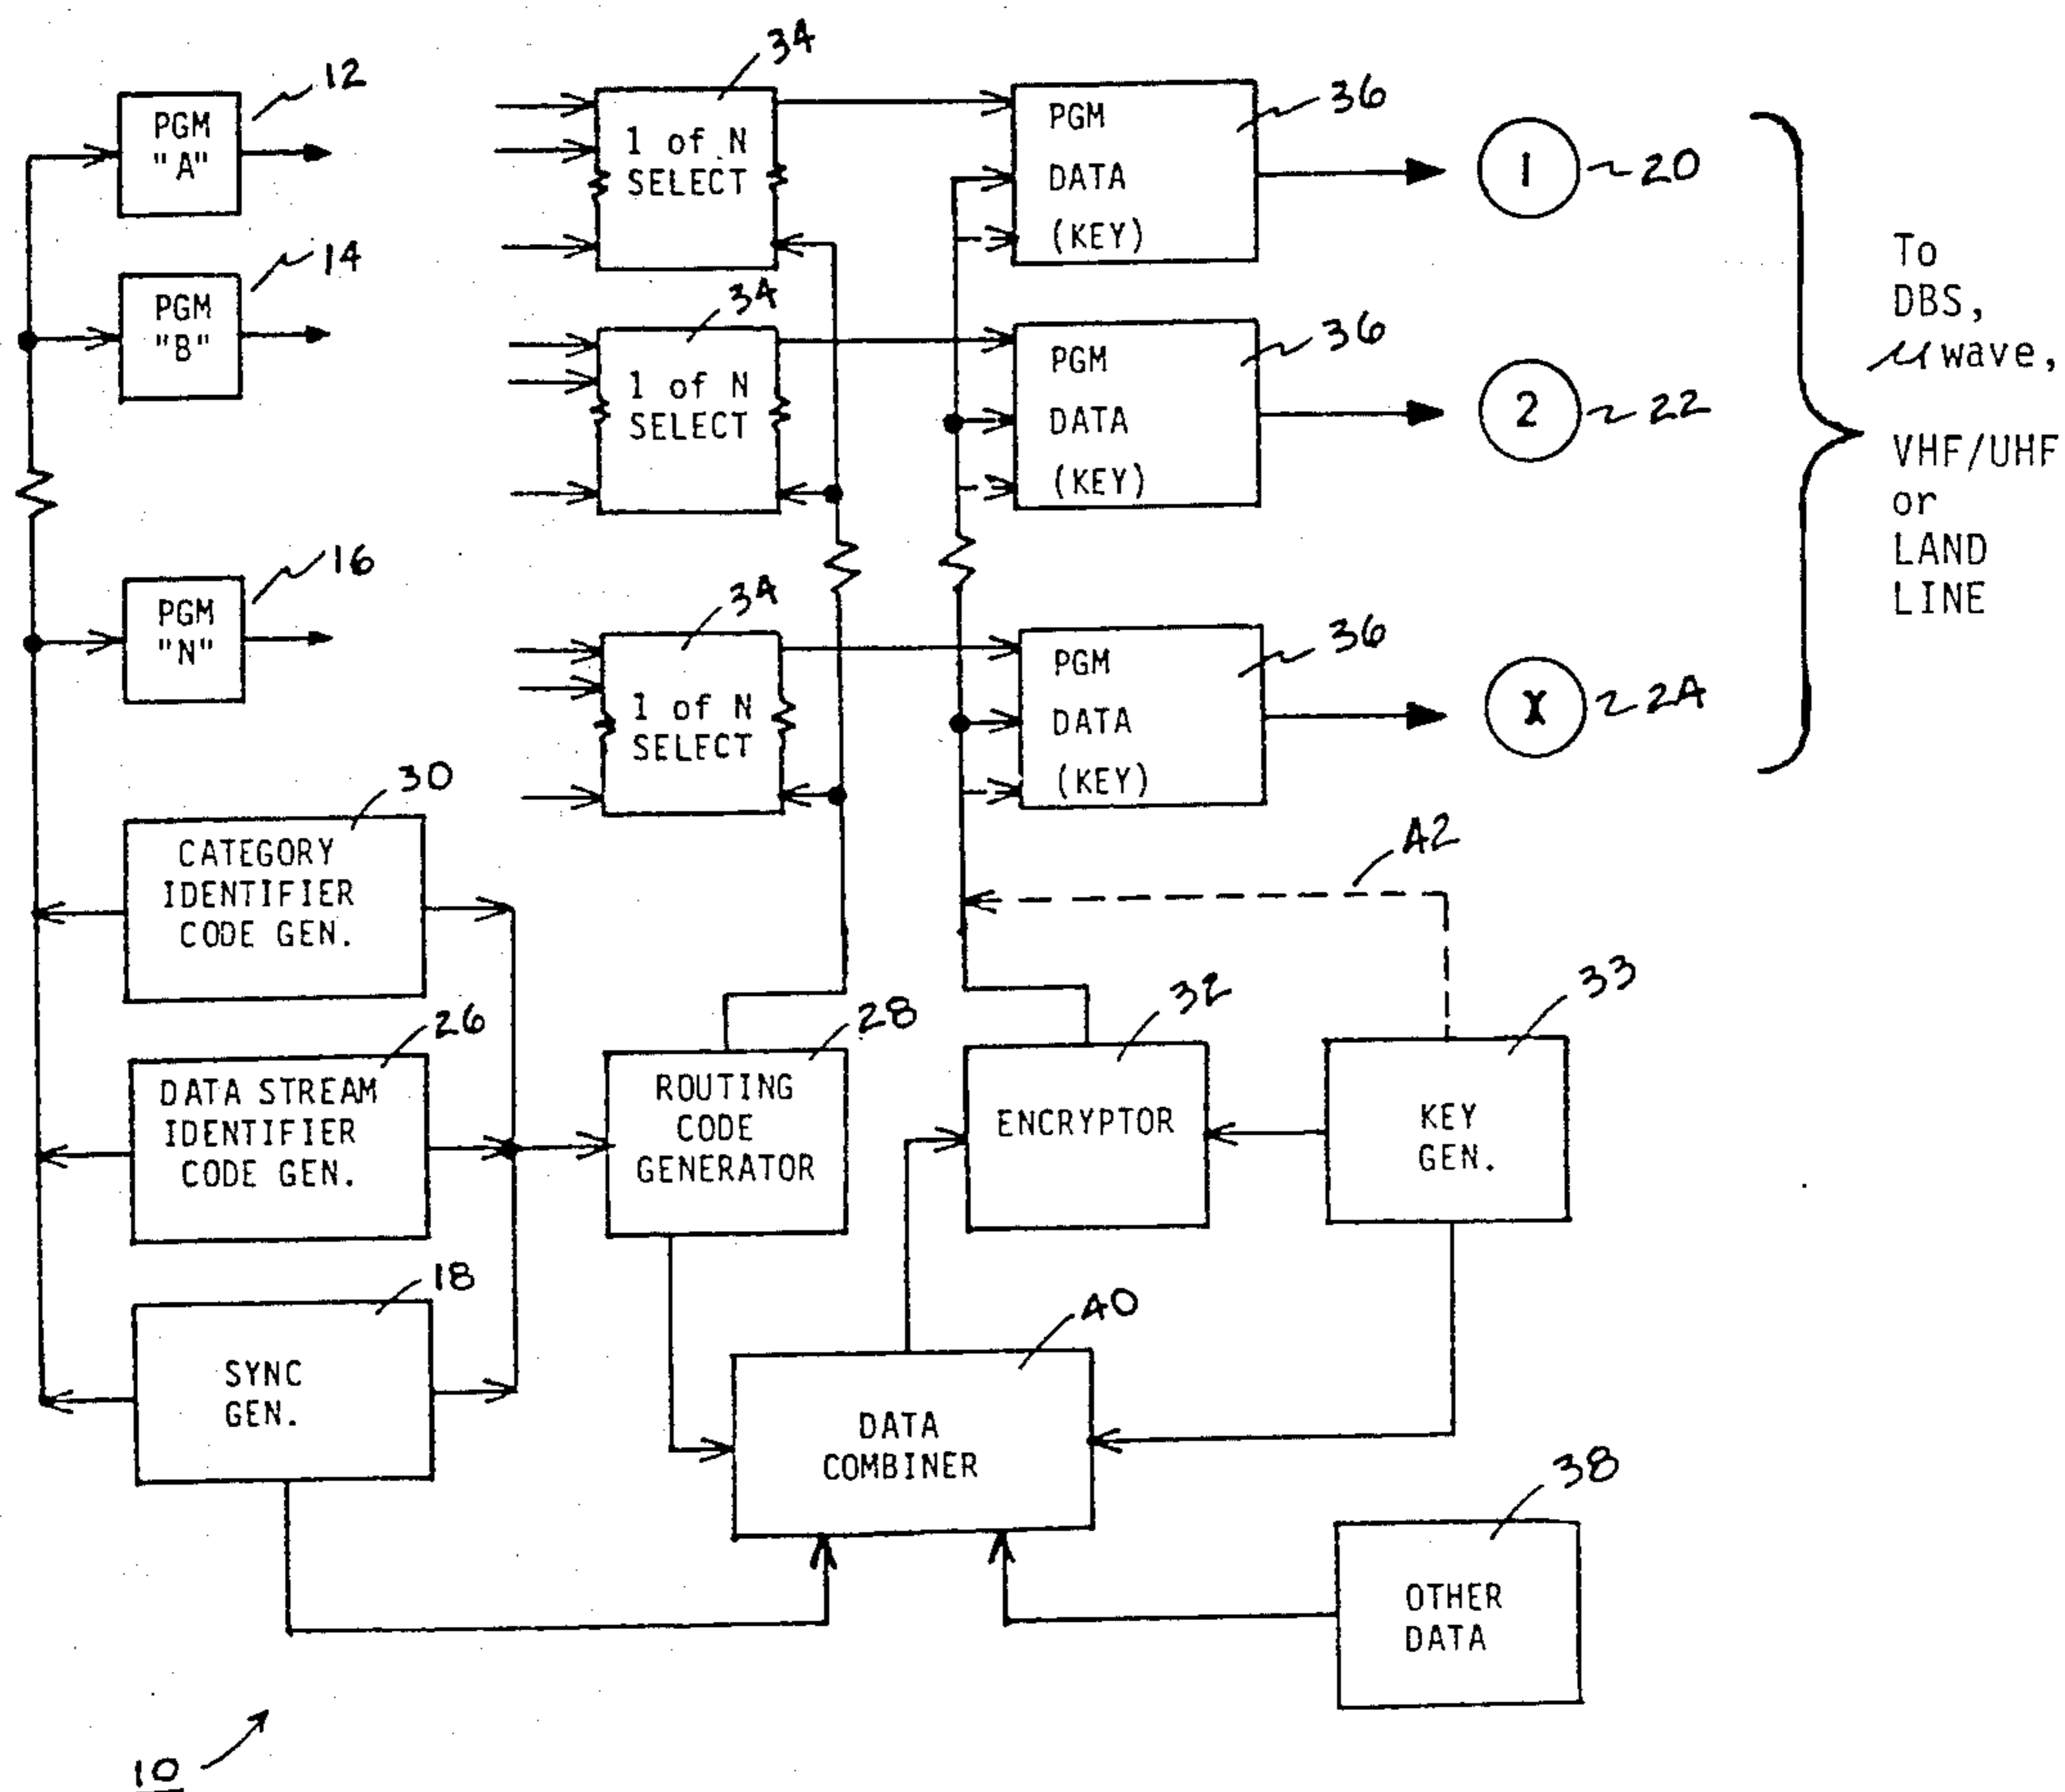 12
PGM
"A"
14
PGM
"B"
16
PGM
"N"
34
1 of N
SELECT
34
1 of N
SELECT
34
1 of N
SELECT
36
PGM
DATA
(KEY)
36
PGM
DATA
(KEY)
36
PGM
DATA
(KEY)
1
20
2
22
X
24
To
DBS,
μwave,
VHF/UHF
or
LAND
LINE
30
CATEGORY
IDENTIFIER
CODE GEN.
26
DATA STREAM
IDENTIFIER
CODE GEN.
18
SYNC
GEN.
28
ROUTING
CODE
GENERATOR
32
ENCRYPTOR
42
33
KEY
GEN.
40
DATA
COMBINER
38
OTHER
DATA
10